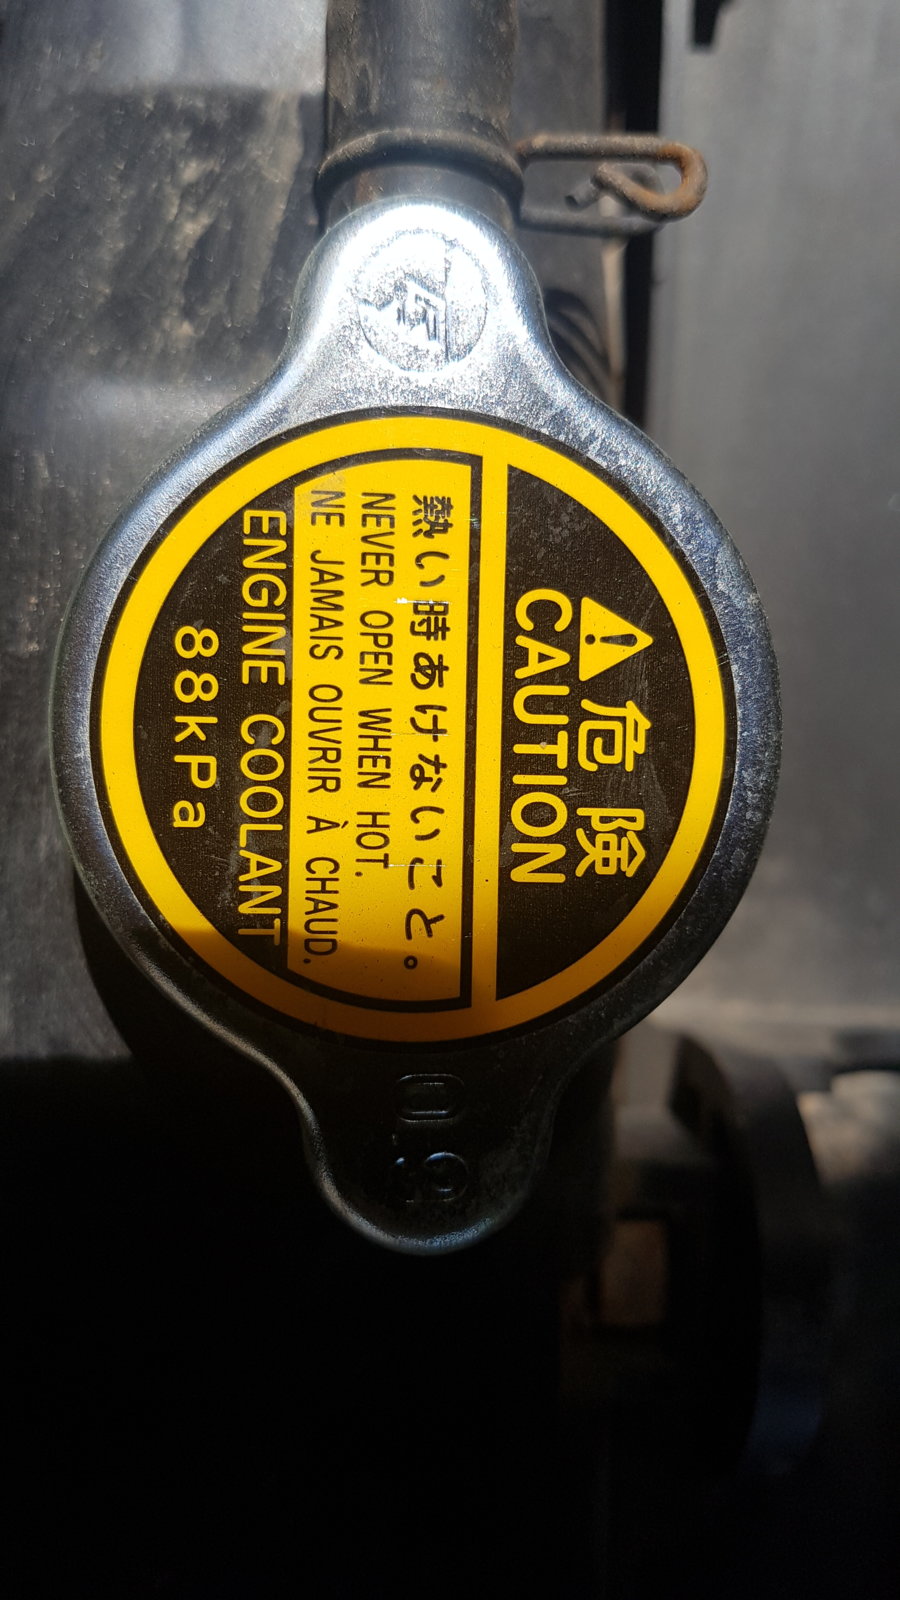 危険
CAUTION
熱い時あけないこと。
NEVER OPEN WHEN HOT.
NE JAMAIS OUVRIR À CHAUD.
ENGINE COOLANT
88kPa
0.9